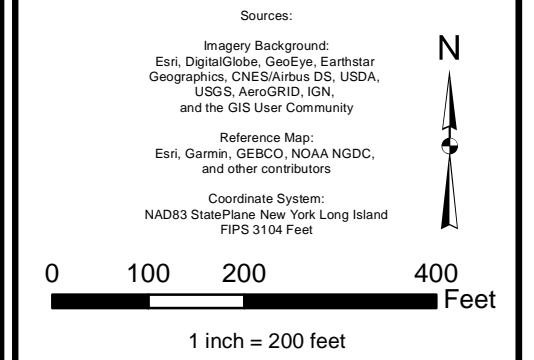 Sources:
Imagery Background:
Esri, DigitalGlobe, GeoEye, Earthstar
Geographics, CNES/Airbus DS, USDA,
USGS, AeroGRID, IGN,
and the GIS User Community
Reference Map:
Esri, Garmin, GEBCO, NOAA NGDC,
and other contributors
Coordinate System:
NAD83 StatePlane New York Long Island
FIPS 3104 Feet
N
0 100 200 400
Feet
1 inch = 200 feet